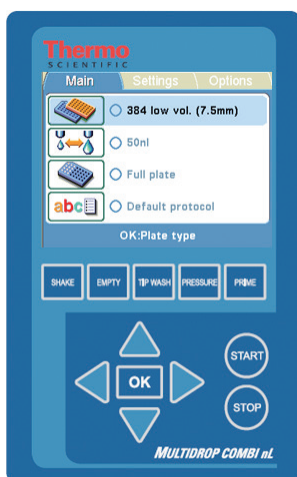 Thermo
SCIENTIFIC
Main Settings Options
384 low vol. (7.5mm)
50nl
Full plate
abc Default protocol
OK:Plate type
SHAKE EMPTY TIP WASH PRESSURE PRIME
START
OK
STOP
MULTIDROP COMBI nL